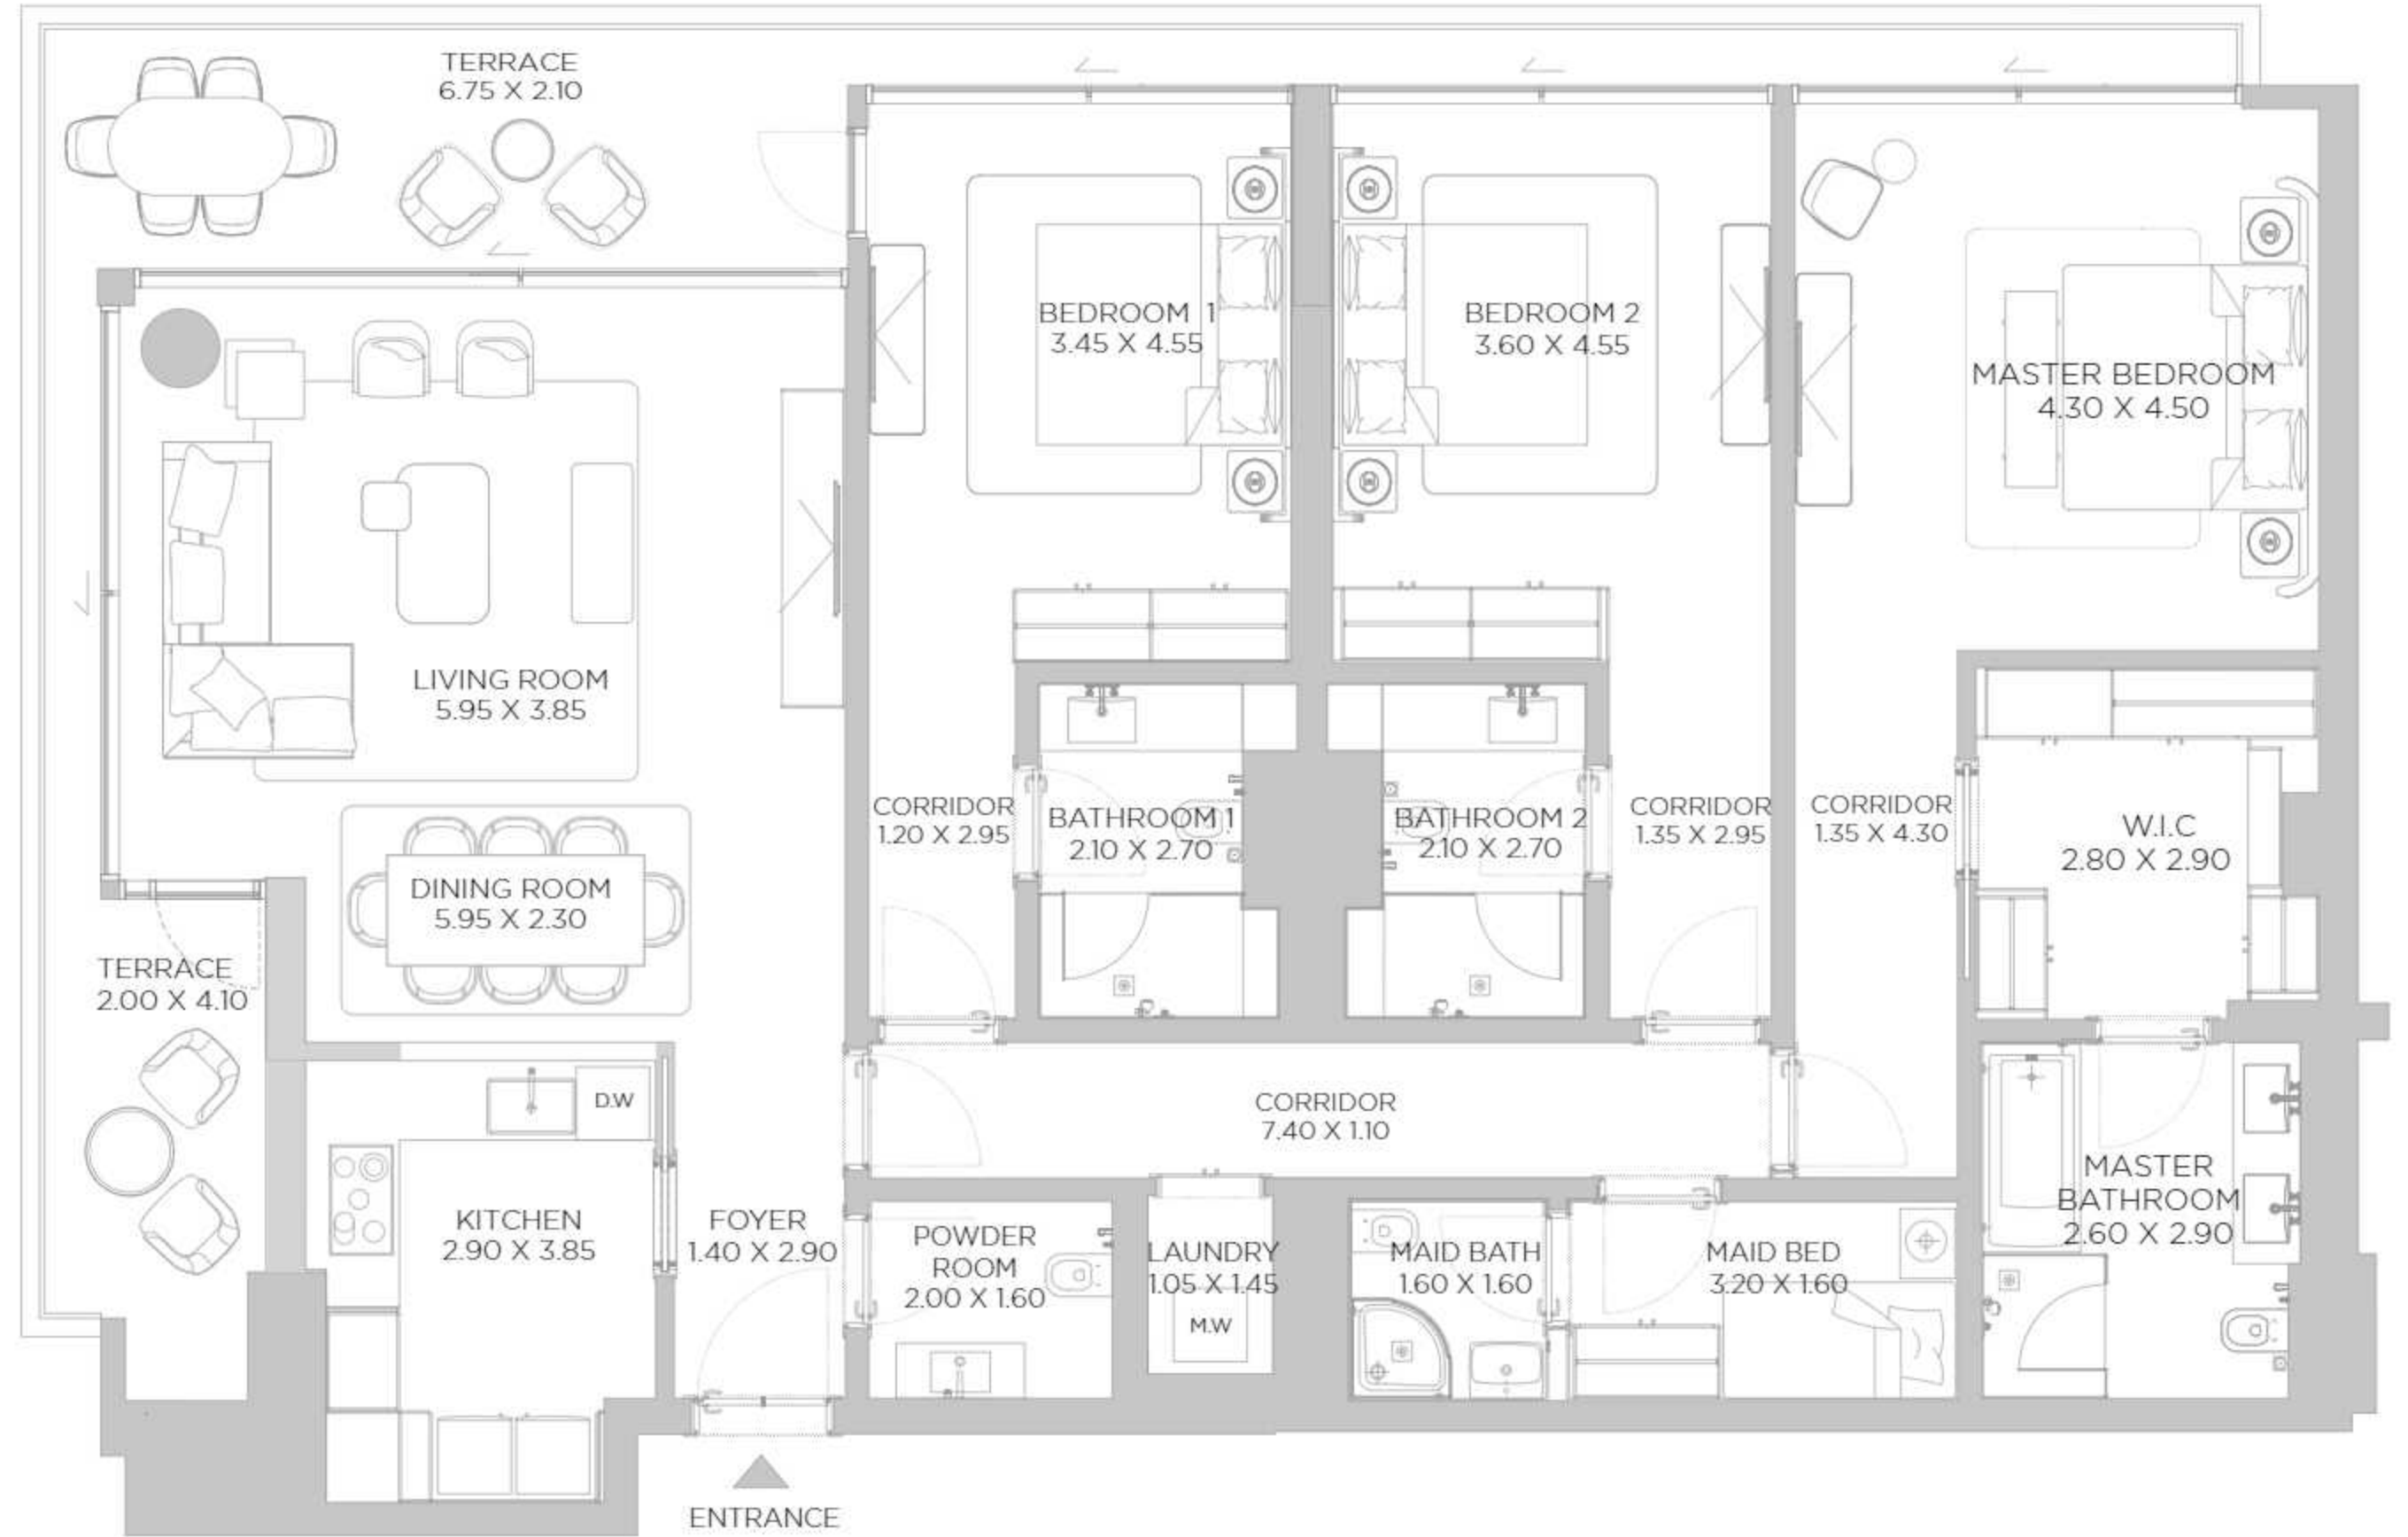 TERRACE
6.75 X 2.10
BEDROOM 1
3.45 X 4.55
BEDROOM 2
3.60 X 4.55
MASTER BEDROOM
4.30 X 4.50
LIVING ROOM
5.95 X 3.85
CORRIDOR
1.20 X 2.95
BATHROOM 1
2.10 X 2.70
BATHROOM 2
2.10 X 2.70
CORRIDOR
1.35 X 2.95
CORRIDOR
1.35 X 4.30
W.I.C
2.80 X 2.90
DINING ROOM
5.95 X 2.30
TERRACE
2.00 X 4.10
D.W
CORRIDOR
7.40 X 1.10
KITCHEN
2.90 X 3.85
FOYER
1.40 X 2.90
POWDER
ROOM
2.00 X 1.60
LAUNDRY
1.05 X 1.45
M.W
MAID BATH
1.60 X 1.60
MAID BED
3.20 X 1.60
MASTER
BATHROOM
2.60 X 2.90
ENTRANCE